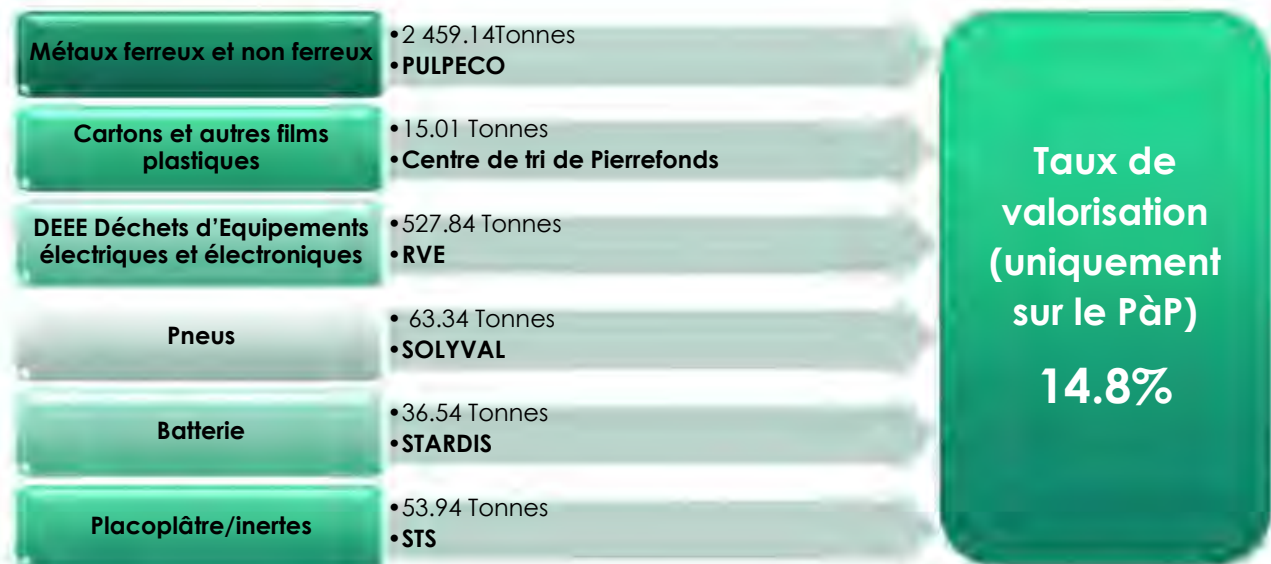 Métaux ferreux et non ferreux
•2 459.14Tonnes
•PULPECO
Cartons et autres films
plastiques
•15.01 Tonnes
•Centre de tri de Pierrefonds
DEEE Déchets d'Equipements
électriques et électroniques
•527.84 Tonnes
•RVE
Pneus
• 63.34 Tonnes
•SOLYVAL
Batterie
•36.54 Tonnes
•STARDIS
Placoplâtre/inertes
•53.94 Tonnes
•STS
Taux de
valorisation
(uniquement
sur le PàP)
14.8%